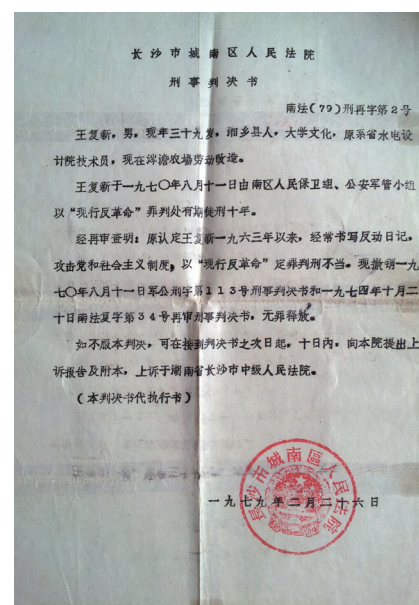 长沙市城南区人民法院
刑事判决书
南法(79)刑再字第2号
王复新，男，现年三十九岁，湘乡县人，大学文化，原系省水电设
计院技术员，现在涔澹农场劳动改造。
王复新于一九七〇年八月十一日由南区人民保卫组、公安军管小组
以“现行反革命”罪判处有期徒刑十年。
经再审查明：原认定王复新一九六三年以来，经常书写反动日记，
攻击党和社会主义制度，以“现行反革命”定罪判刑不当。现撤销一九
七〇年八月十一日军公刑字第113号刑事判决书和一九七四年十月二
十日南法复字第34号再审刑事判决书，无罪释放。
如不服本判决，可在接到判决书之次日起，十日内，向本院提出上
诉报告及附本，上诉于湖南省长沙市中级人民法院。
（本判决书代执行书）
一九七九年二月二十六日
長沙市城南區人民法院